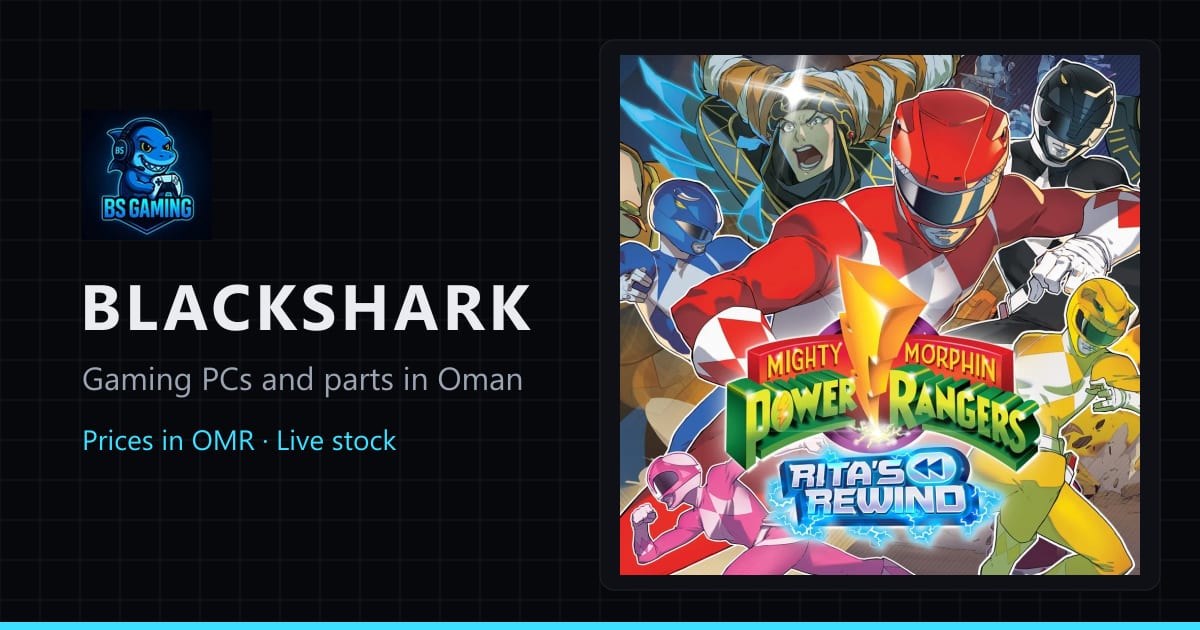 BS
BS GAMING
BLACKSHARK
Gaming PCs and parts in Oman
Prices in OMR · Live stock
MIGHTY MORPHIN
POWER RANGERS
RITA'S
REWIND